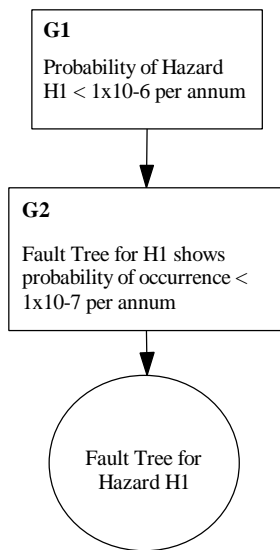 G1
Probability of Hazard
H1 < 1x10-6 per annum
G2
Fault Tree for H1 shows
probability of occurrence <
1x10-7 per annum
Fault Tree for
Hazard H1